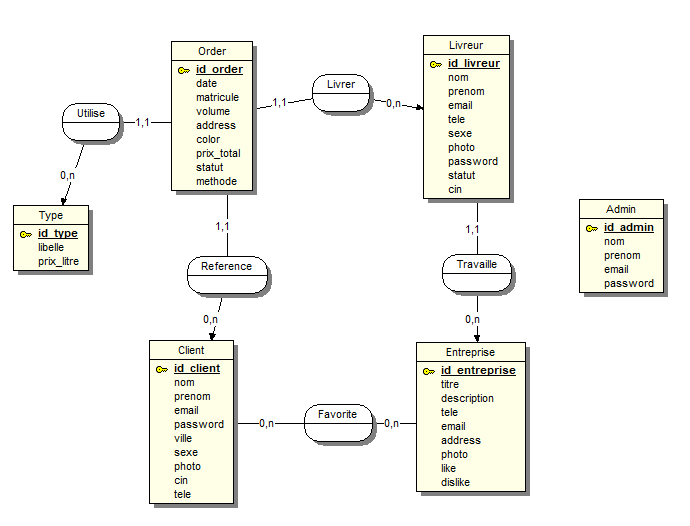 Order
id_order
date
matricule
volume
address
color
prix_total
statut
methode
Livreur
id_livreur
nom
prenom
email
tele
sexe
photo
password
statut
cin
Livrer
1,1
0,n
Utilise
1,1
0,n
Type
id_type
libelle
prix_litre
Admin
id_admin
nom
prenom
email
password
1,1
Reference
0,n
1,1
Travaille
0,n
Client
id_client
nom
prenom
email
password
ville
sexe
photo
cin
tele
0,n
Favorite
0,n
Entreprise
id_entreprise
titre
description
tele
email
address
photo
like
dislike